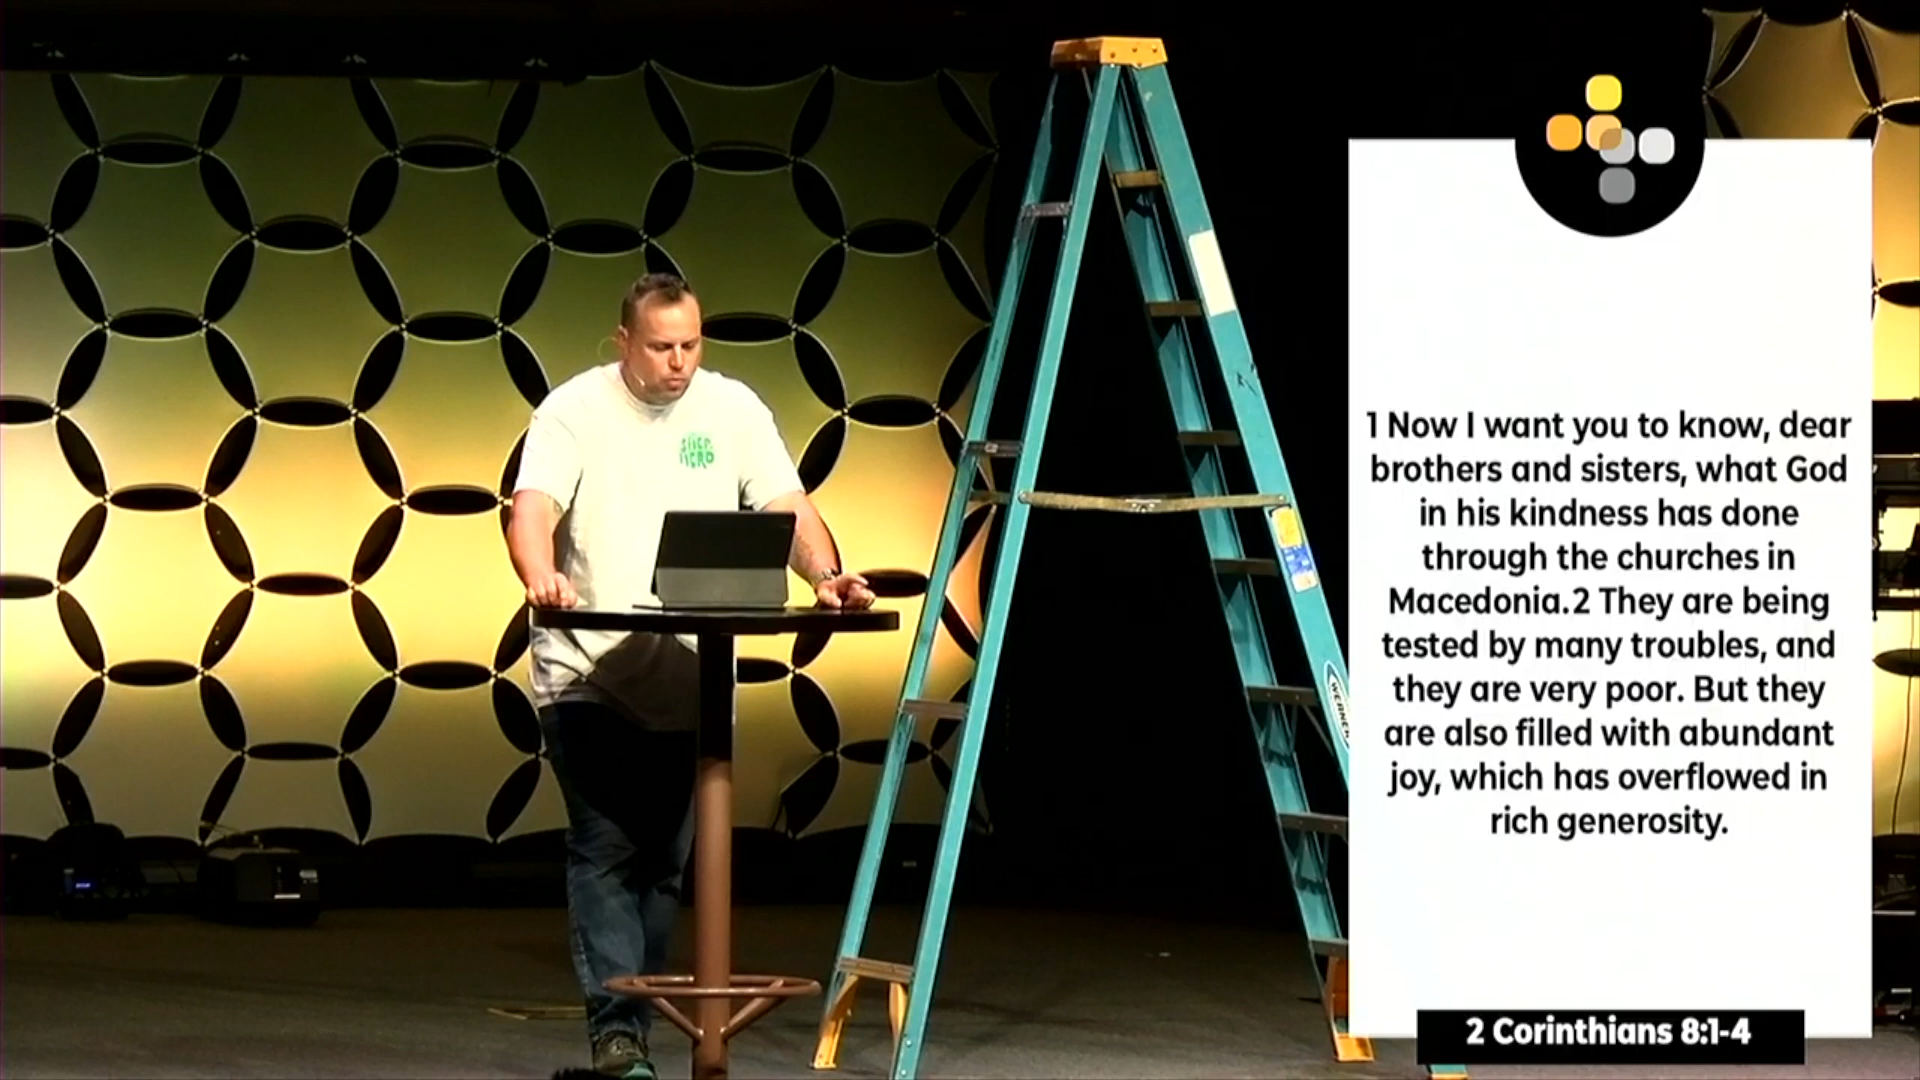 1 Now I want you to know, dear
brothers and sisters, what God
in his kindness has done
through the churches in
Macedonia.2 They are being
tested by many troubles, and
they are very poor. But they
are also filled with abundant
joy, which has overflowed in
rich generosity.
2 Corinthians 8:1-4
WERNER